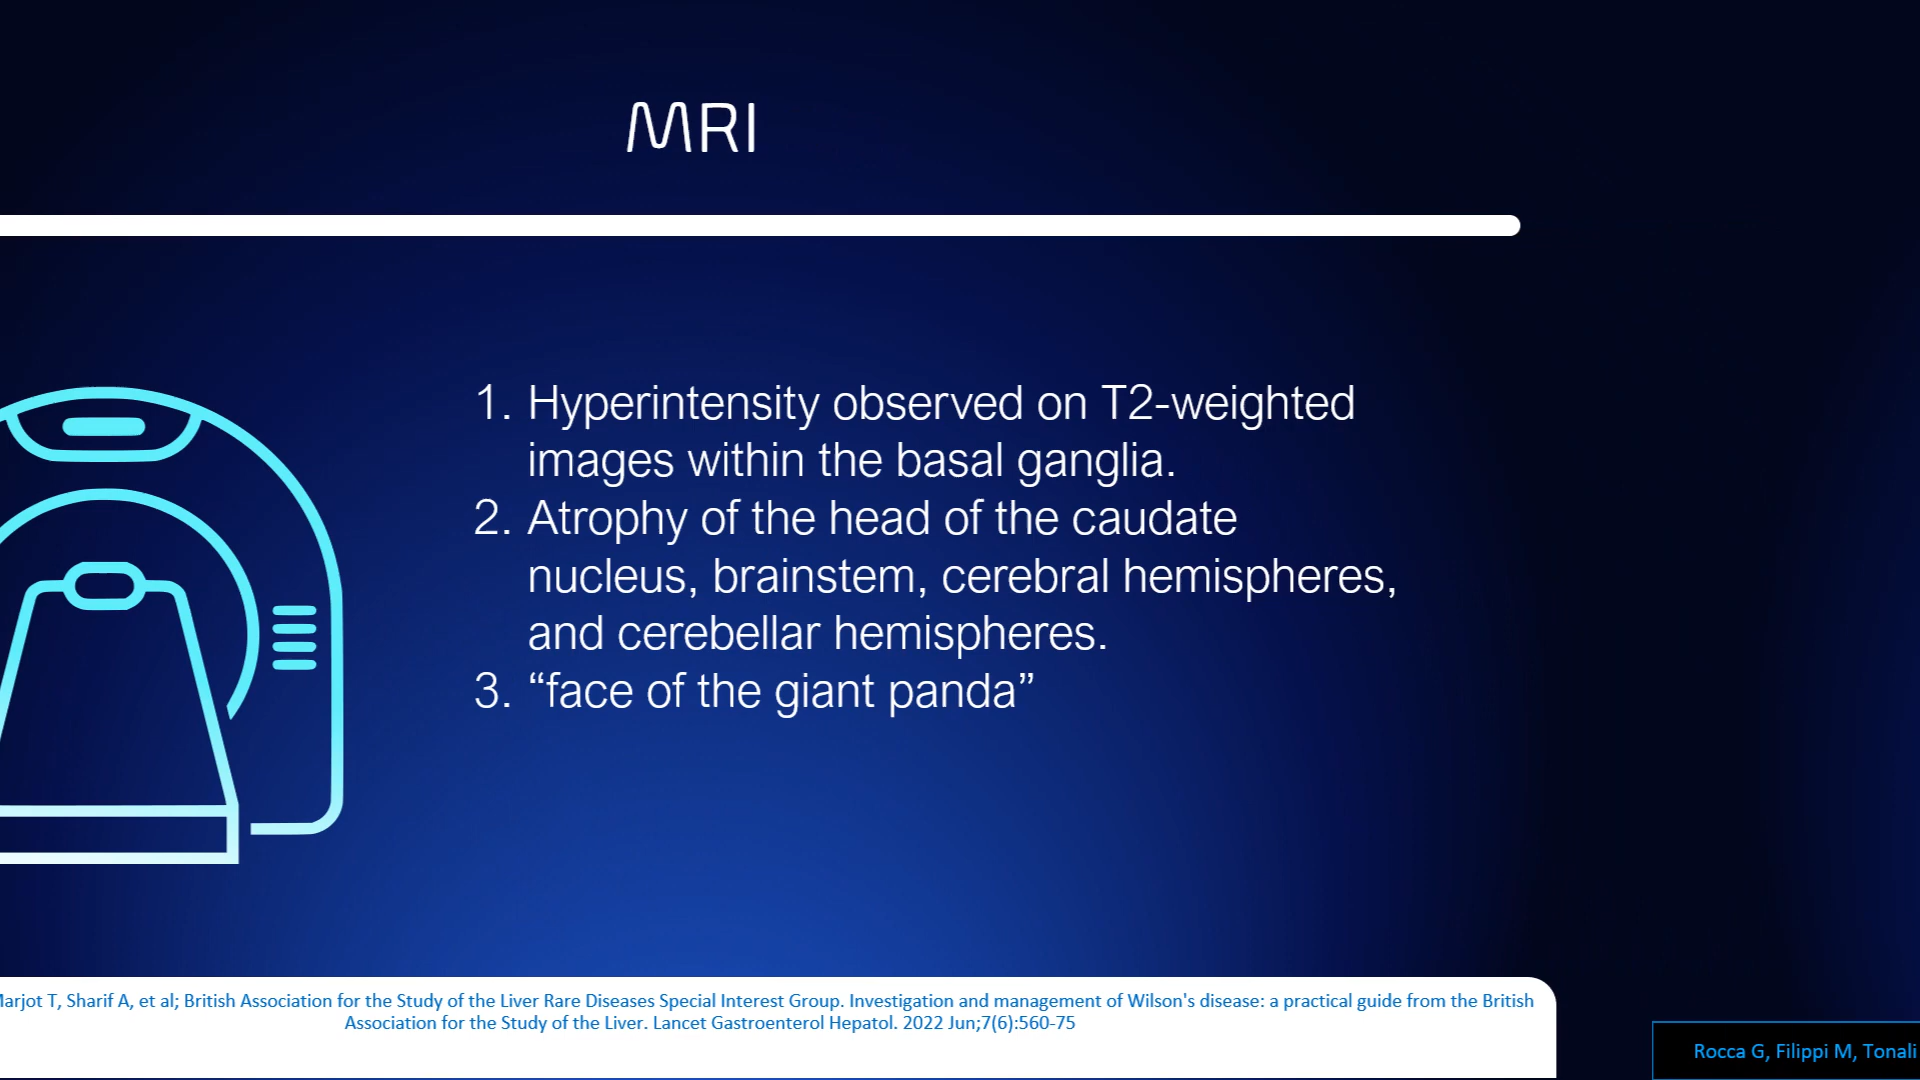 MRI
1. Hyperintensity observed on T2-weighted
images within the basal ganglia.
2. Atrophy of the head of the caudate
nucleus, brainstem, cerebral hemispheres,
and cerebellar hemispheres.
3. “face of the giant panda”
T, Sharif A, et al; British Association for the Study of the Liver Rare Diseases Special Interest Group. Investigation and management of Wilson's disease: a practical guide from the British
Association for the Study of the Liver. Lancet Gastroenterol Hepatol. 2022 Jun;7(6):560-75
Rocca G, Filippi M, Tonali